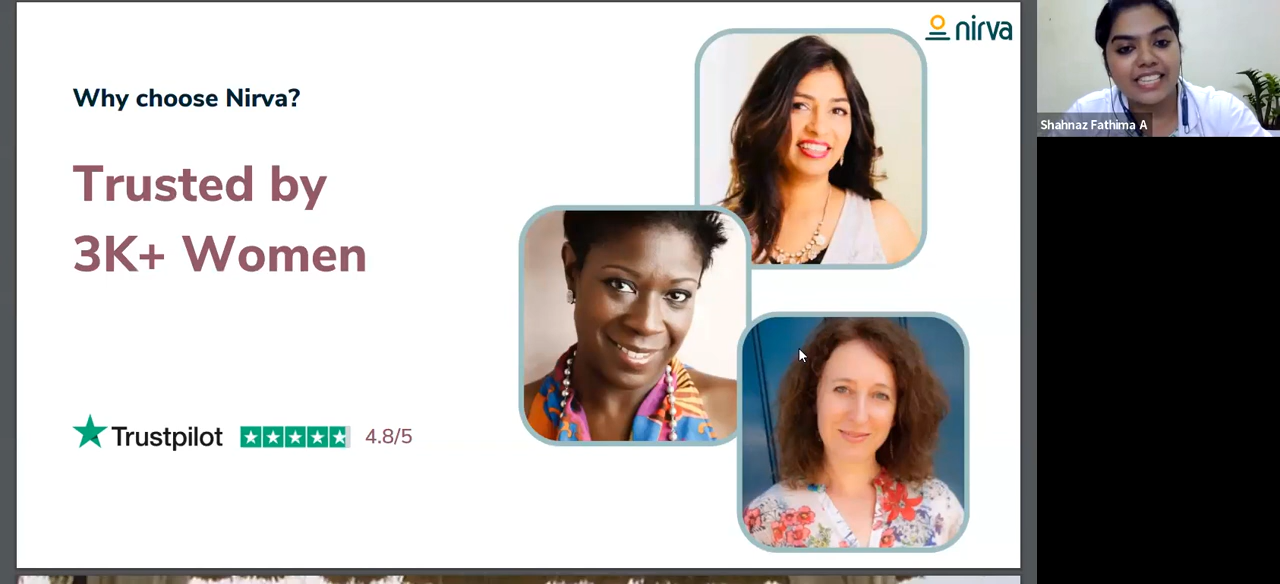 nirva
Why choose Nirva?
Trusted by
3K+ Women
Trustpilot 4.8/5
Shahnaz Fathima A